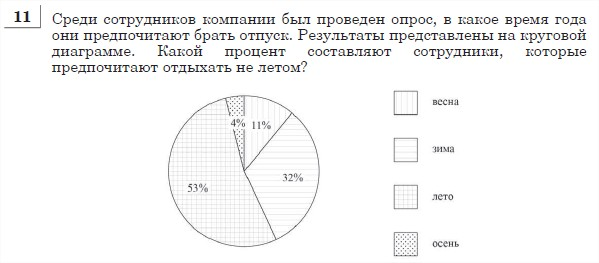 11
Среди сотрудников компании был проведен опрос, в какое время года
они предпочитают брать отпуск. Результаты представлены на круговой
диаграмме. Какой процент составляют сотрудники, которые
предпочитают отдыхать не летом?
4% 11%
32%
53%
весна
зима
лето
осень